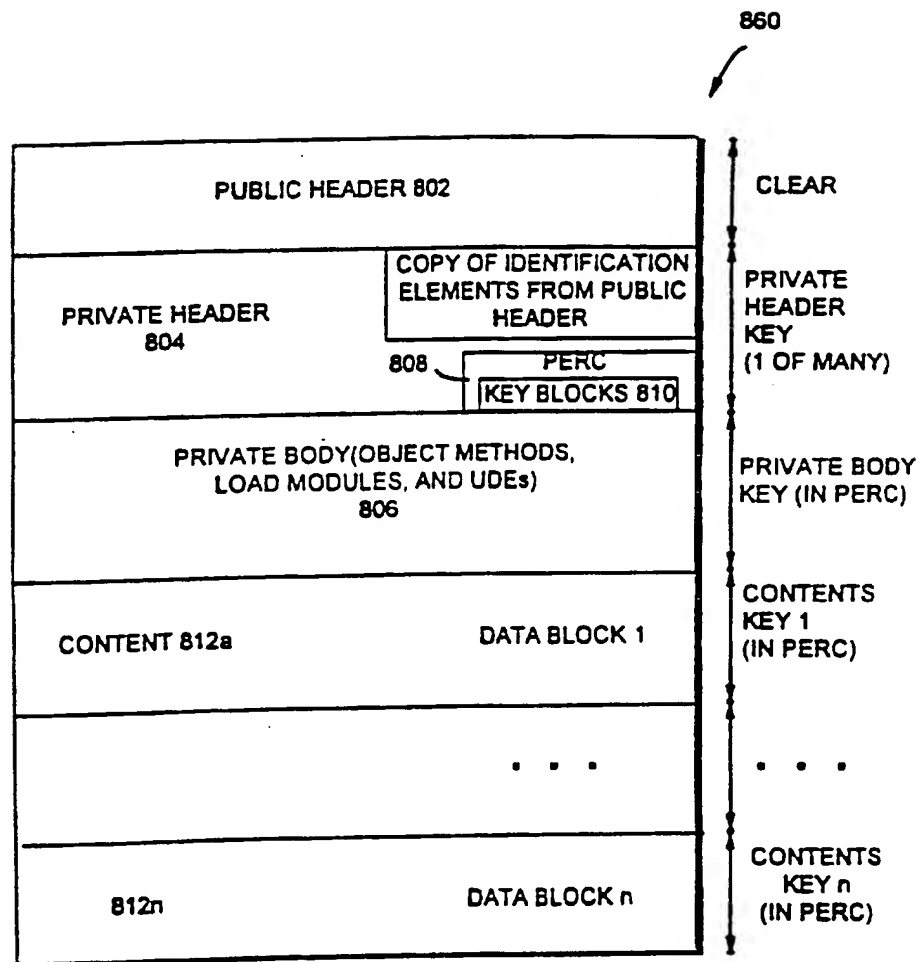 860
PUBLIC HEADER 802
CLEAR
COPY OF IDENTIFICATION
ELEMENTS FROM PUBLIC
HEADER
PRIVATE HEADER
804
808
PERC
KEY BLOCKS 810
PRIVATE
HEADER
KEY
(1 OF MANY)
PRIVATE BODY(OBJECT METHODS,
LOAD MODULES, AND UDEs)
806
PRIVATE BODY
KEY (IN PERC)
CONTENT 812a
DATA BLOCK 1
CONTENTS
KEY 1
(IN PERC)
. . .
. . .
812n
DATA BLOCK n
CONTENTS
KEY n
(IN PERC)